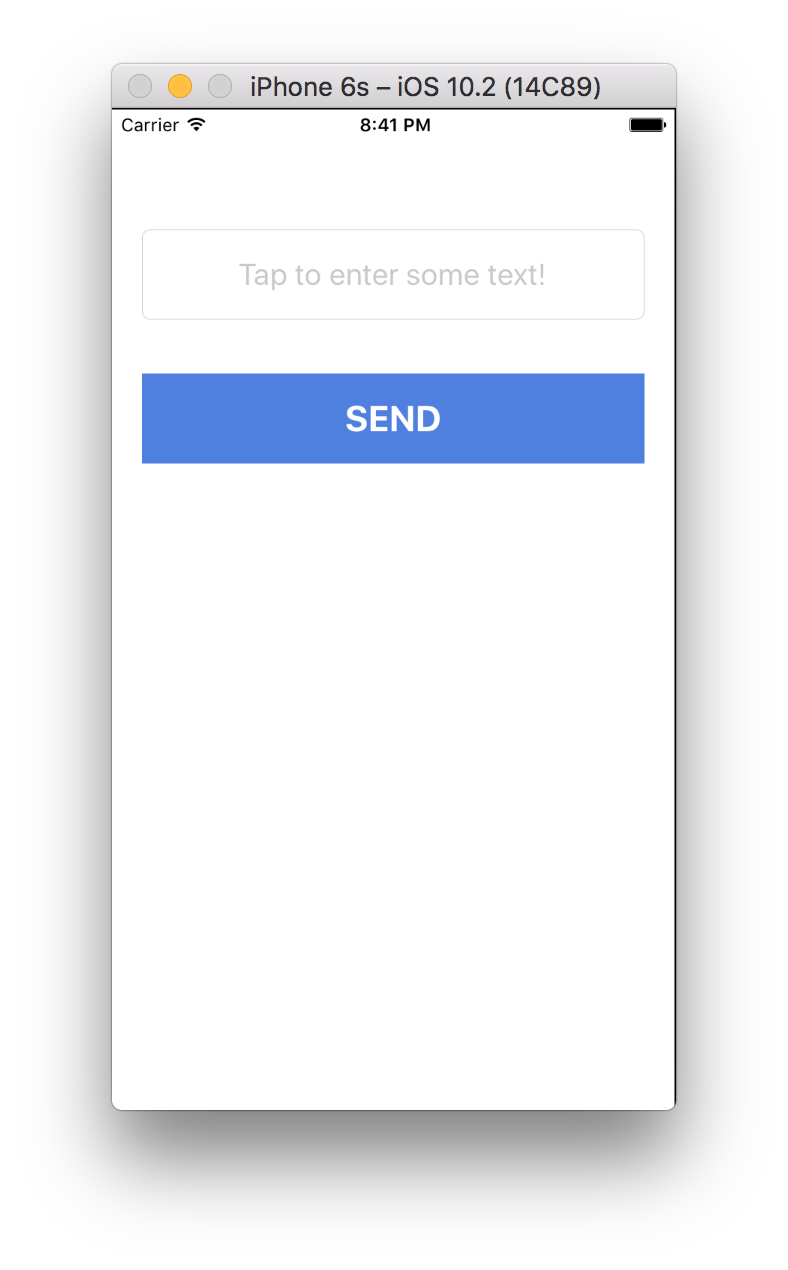 iPhone 6s – iOS 10.2 (14C89)
Carrier 8:41 PM
Tap to enter some text!
SEND